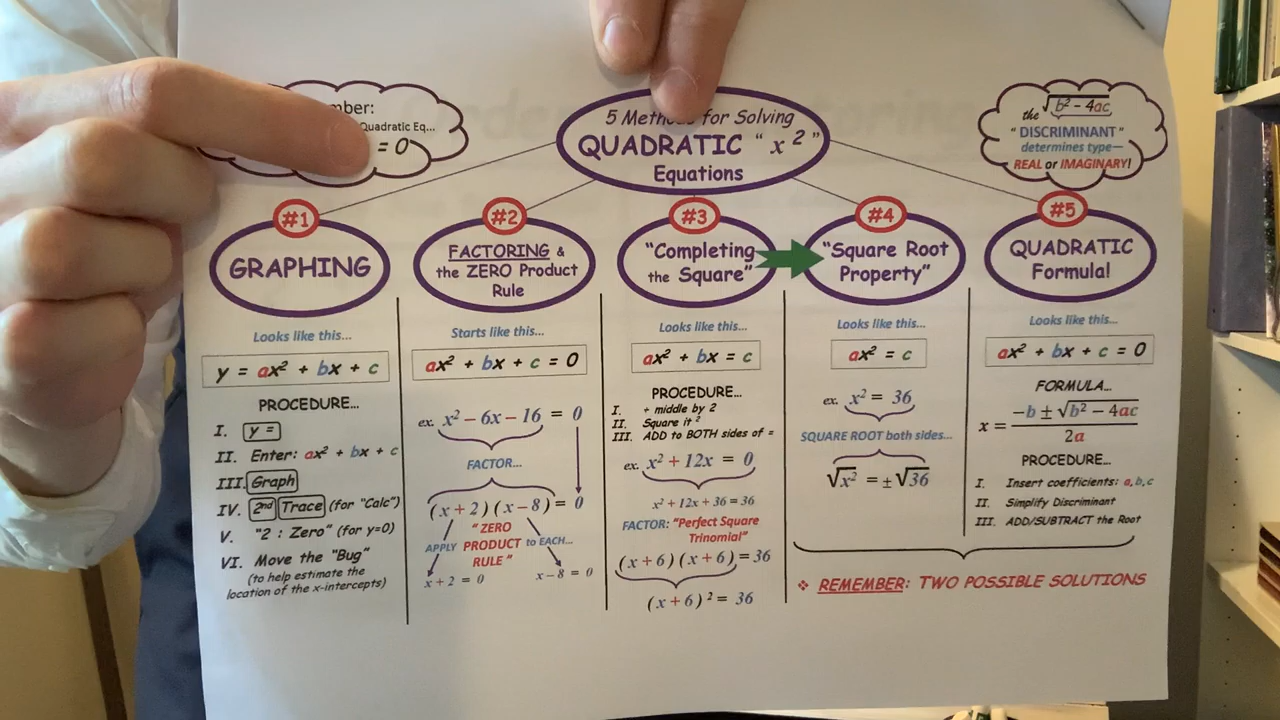 mber:
Quadratic Eq...
= 0
5 Methods for Solving
QUADRATIC “ x 2 ”
Equations
the √b² - 4ac
“ DISCRIMINANT ”
determines type—
REAL or IMAGINARY!
#1
GRAPHING
Looks like this...
y = ax² + bx + c
PROCEDURE...
I. y =
II. Enter: ax² + bx + c
III. Graph
IV. 2nd Trace (for “Calc”)
V. “2 : Zero” (for y=0)
VI. Move the “Bug”
(to help estimate the
location of the x-intercepts)
#2
FACTORING &
the ZERO Product
Rule
Starts like this...
ax² + bx + c = 0
ex. x² − 6x − 16 = 0
FACTOR...
(x + 2)(x − 8) = 0
“ ZERO
APPLY PRODUCT to EACH...
RULE ”
x + 2 = 0 x − 8 = 0
#3
“Completing
the Square”
Looks like this...
ax² + bx = c
PROCEDURE...
I. ÷ middle by 2
II. Square it ²
III. ADD to BOTH sides of =
ex. x² + 12x = 0
x² + 12x + 36 = 36
FACTOR: “Perfect Square
Trinomial”
(x + 6)(x + 6) = 36
(x + 6)² = 36
#4
“Square Root
Property”
Looks like this...
ax² = c
ex. x² = 36
SQUARE ROOT both sides...
√x² = ±√36
#5
QUADRATIC
Formula!
Looks like this...
ax² + bx + c = 0
FORMULA...
x = −b ± √b² − 4ac
2a
PROCEDURE...
I. Insert coefficients: a,b,c
II. Simplify Discriminant
III. ADD/SUBTRACT the Root
❖ REMEMBER: TWO POSSIBLE SOLUTIONS